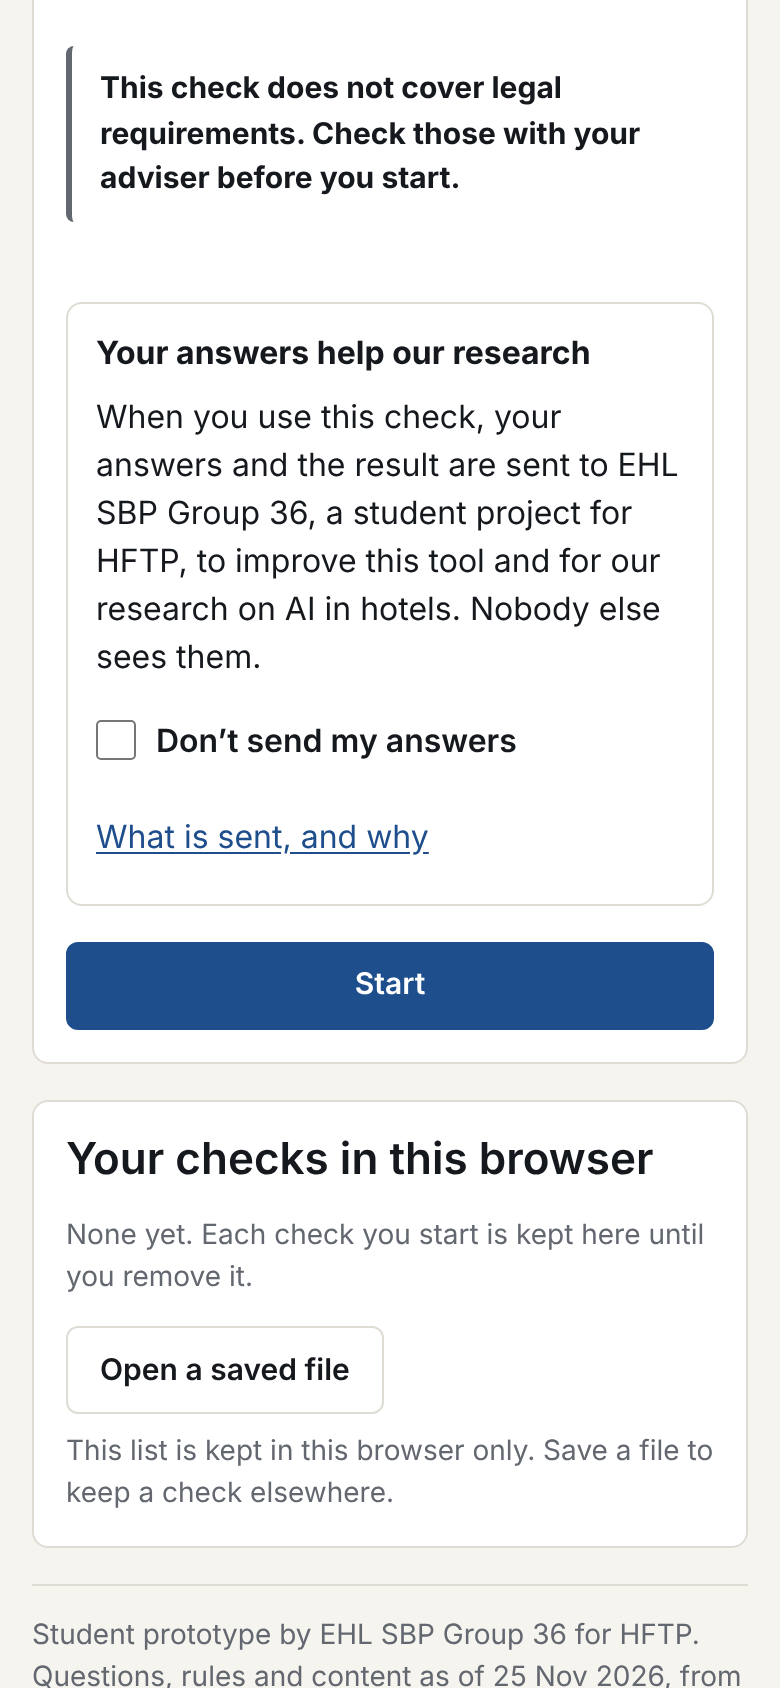 This check does not cover legal
requirements. Check those with your
adviser before you start.
Your answers help our research
When you use this check, your
answers and the result are sent to EHL
SBP Group 36, a student project for
HFTP, to improve this tool and for our
research on AI in hotels. Nobody else
sees them.
Don’t send my answers
What is sent, and why
Start
Your checks in this browser
None yet. Each check you start is kept here until
you remove it.
Open a saved file
This list is kept in this browser only. Save a file to
keep a check elsewhere.
Student prototype by EHL SBP Group 36 for HFTP.
Questions, rules and content as of 25 Nov 2026, from